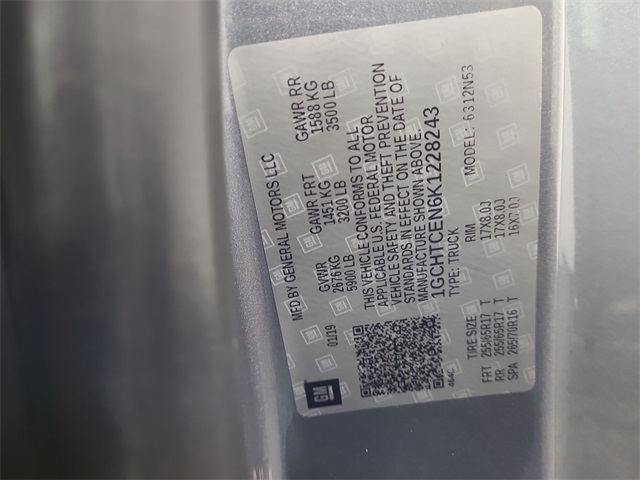 GM
MFD BY GENERAL MOTORS LLC
01/19
GVWR GAWR FRT GAWR RR
2676 KG 1451 KG 1588 KG
5900 LB 3200 LB 3500 LB
THIS VEHICLE CONFORMS TO ALL
APPLICABLE U.S. FEDERAL MOTOR
VEHICLE SAFETY AND THEFT PREVENTION
STANDARDS IN EFFECT ON THE DATE OF
MANUFACTURE SHOWN ABOVE.
1GCHTCEN6K1228243
TYPE: TRUCK MODEL: 6312N53
464C
TIRE SIZE RIM
FRT 255/65R17 T 17X8.0J
RR: 255/65R17 T 17X8.0J
SPA 265/70R16 T 16X7.0J